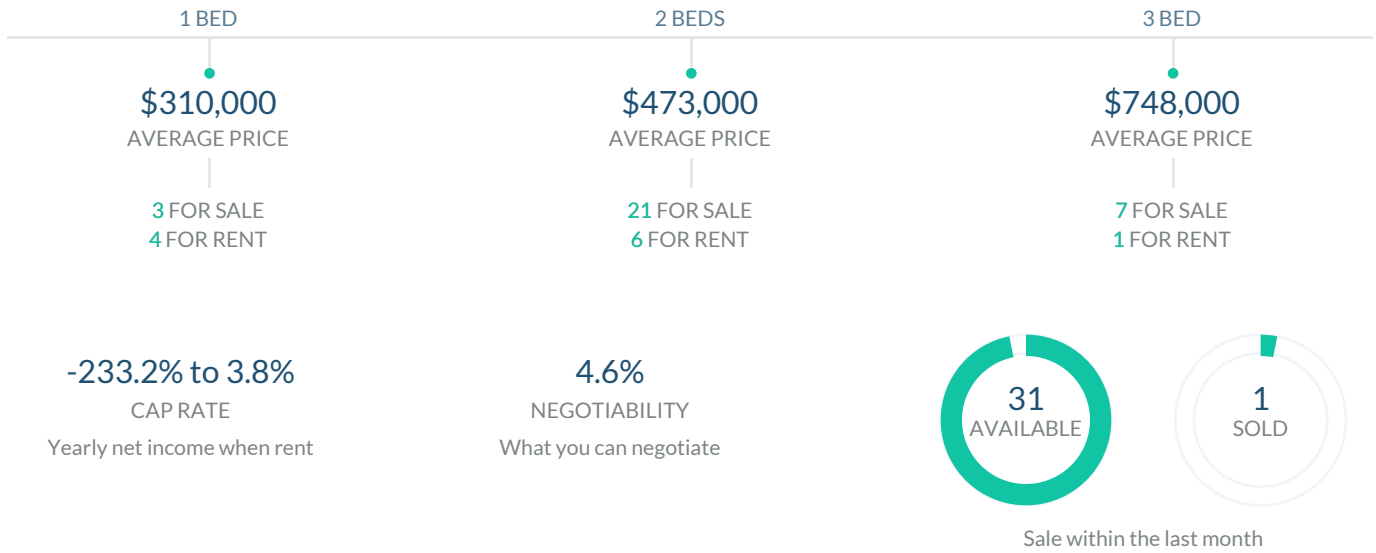 1 BED
$310,000
AVERAGE PRICE
3 FOR SALE
4 FOR RENT
2 BEDS
$473,000
AVERAGE PRICE
21 FOR SALE
6 FOR RENT
3 BED
$748,000
AVERAGE PRICE
7 FOR SALE
1 FOR RENT
-233.2% to 3.8%
CAP RATE
Yearly net income when rent
4.6%
NEGOTIABILITY
What you can negotiate
31
AVAILABLE
1
SOLD
Sale within the last month